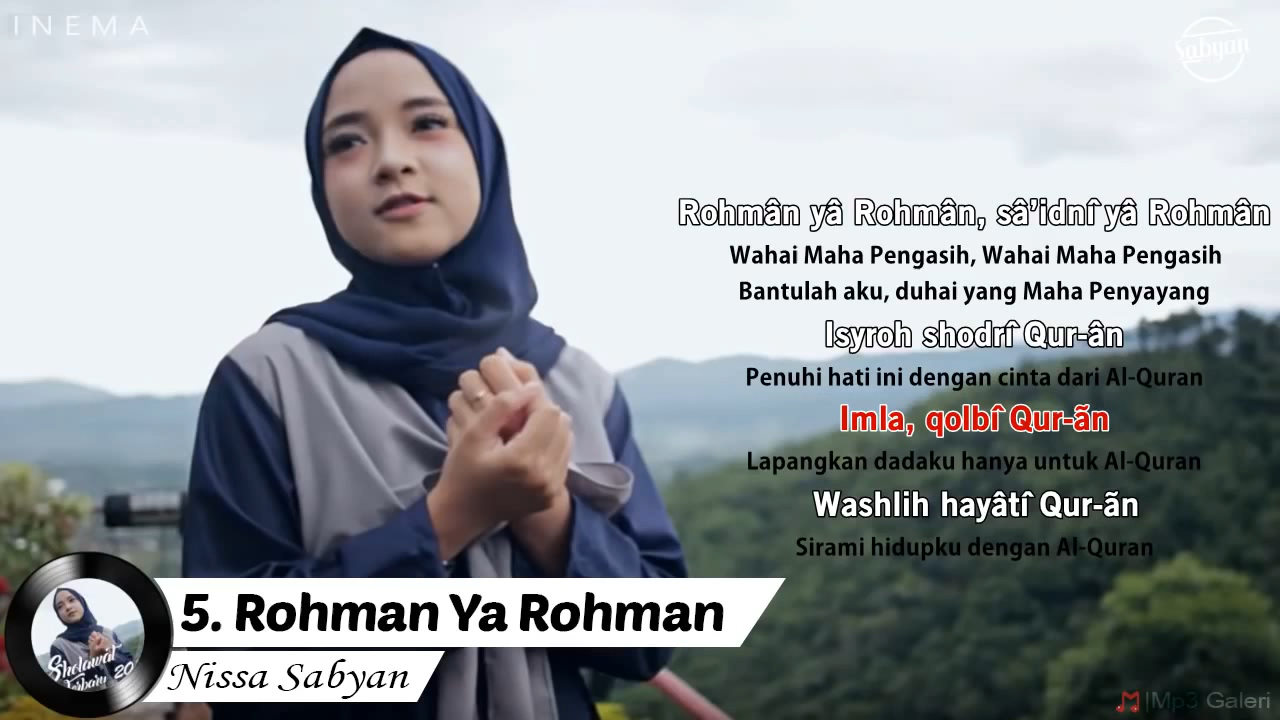 INEMA
Sabyan
Rohmân yâ Rohmân, sâ’idnî yâ Rohmân
Wahai Maha Pengasih, Wahai Maha Pengasih
Bantulah aku, duhai yang Maha Penyayang
Isyroh shodrî Qur-ân
Penuhi hati ini dengan cinta dari Al-Quran
Imla, qolbî Qur-ãn
Lapangkan dadaku hanya untuk Al-Quran
Washlih hayâtî Qur-ãn
Sirami hidupku dengan Al-Quran
5. Rohman Ya Rohman
Nissa Sabyan
Sholawat
Terbaru 20
Mp3 Galeri